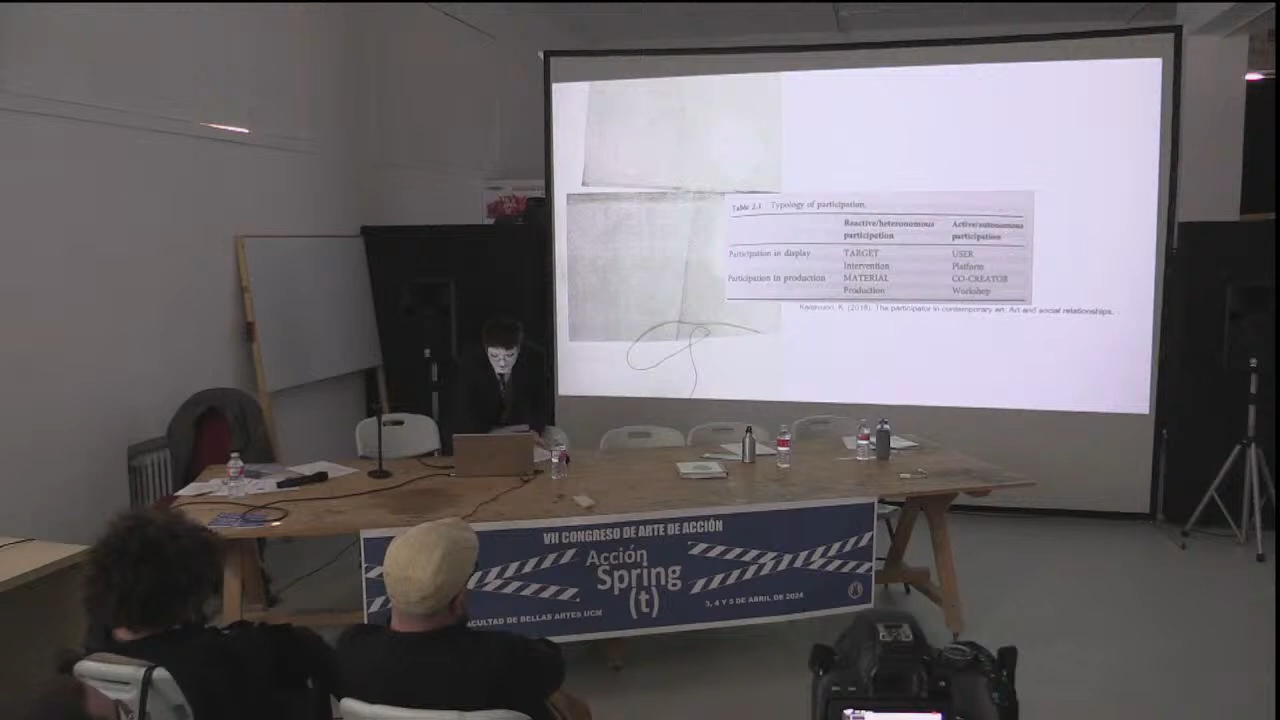 Table 2.1 Typology of participation.
Reactive/heteronomous participation
Active/autonomous participation
Participation in display TARGET USER
Intervention Platform
Participation in production MATERIAL CO-CREATOR
Production Workshop
K. (2018). The participator in contemporary art: Art and social relationships.
VII CONGRESO DE ARTE DE ACCIÓN
Acción
Spring
(t)
ACULTAD DE BELLAS ARTES UCM
3, 4 Y 5 DE ABRIL DE 2024